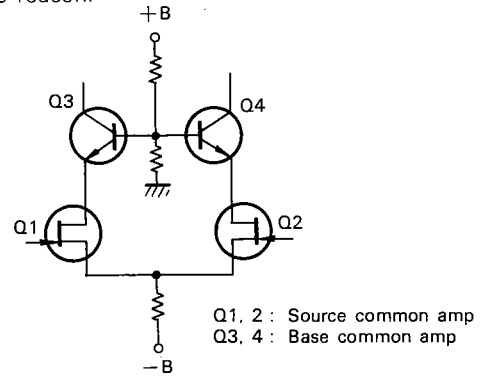 +B
Q3
Q4
Q1
Q2
Q1, 2 : Source common amp
Q3, 4 : Base common amp
−B